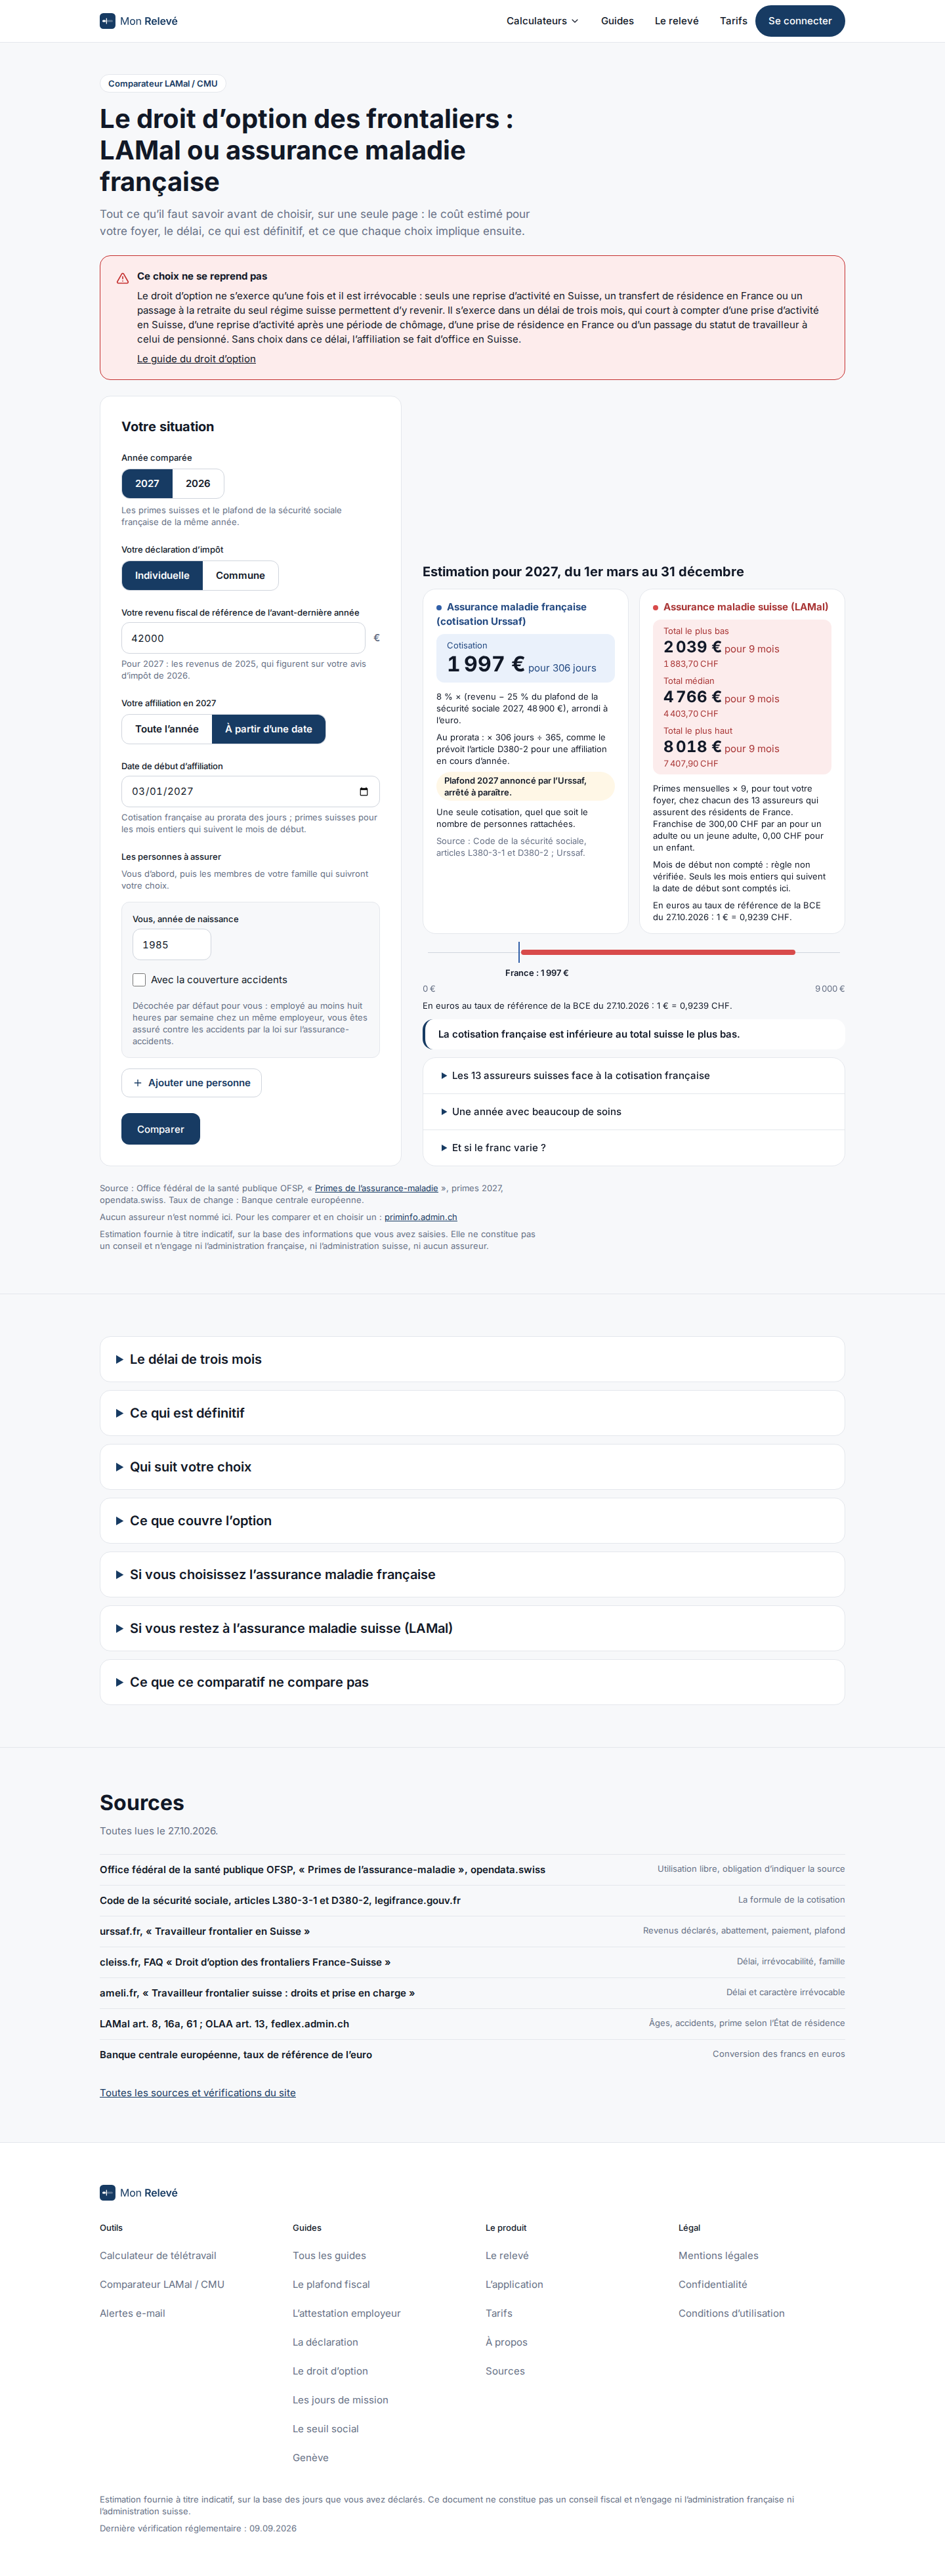 Mon Relevé
Calculateurs
Guides
Le relevé
Tarifs
Se connecter
Comparateur LAMal / CMU
Le droit d’option des frontaliers :
LAMal ou assurance maladie
française
Tout ce qu’il faut savoir avant de choisir, sur une seule page : le coût estimé pour
votre foyer, le délai, ce qui est définitif, et ce que chaque choix implique ensuite.
Ce choix ne se reprend pas
Le droit d’option ne s’exerce qu’une fois et il est irrévocable : seuls une reprise d’activité en Suisse, un transfert de résidence en France ou un
passage à la retraite du seul régime suisse permettent d’y revenir. Il s’exerce dans un délai de trois mois, qui court à compter d’une prise d’activité
en Suisse, d’une reprise d’activité après une période de chômage, d’une prise de résidence en France ou d’un passage du statut de travailleur à
celui de pensionné. Sans choix dans ce délai, l’affiliation se fait d’office en Suisse.
Le guide du droit d’option
Votre situation
Année comparée
2027
2026
Les primes suisses et le plafond de la sécurité sociale
française de la même année.
Votre déclaration d’impôt
Individuelle
Commune
Votre revenu fiscal de référence de l’avant-dernière année
42000
€
Pour 2027 : les revenus de 2025, qui figurent sur votre avis
d’impôt de 2026.
Votre affiliation en 2027
Toute l’année
À partir d’une date
Date de début d’affiliation
03/01/2027
Cotisation française au prorata des jours ; primes suisses pour
les mois entiers qui suivent le mois de début.
Les personnes à assurer
Vous d’abord, puis les membres de votre famille qui suivront
votre choix.
Vous, année de naissance
1985
Avec la couverture accidents
Décochée par défaut pour vous : employé au moins huit
heures par semaine chez un même employeur, vous êtes
assuré contre les accidents par la loi sur l’assurance-
accidents.
Ajouter une personne
Comparer
Estimation pour 2027, du 1er mars au 31 décembre
Assurance maladie française
(cotisation Urssaf)
Cotisation
1 997 € pour 306 jours
8 % × (revenu − 25 % du plafond de la
sécurité sociale 2027, 48 900 €), arrondi à
l’euro.
Au prorata : × 306 jours ÷ 365, comme le
prévoit l’article D380-2 pour une affiliation
en cours d’année.
Plafond 2027 annoncé par l’Urssaf,
arrêté à paraître.
Une seule cotisation, quel que soit le
nombre de personnes rattachées.
Source : Code de la sécurité sociale,
articles L380-3-1 et D380-2 ; Urssaf.
Assurance maladie suisse (LAMal)
Total le plus bas
2 039 € pour 9 mois
1 883,70 CHF
Total médian
4 766 € pour 9 mois
4 403,70 CHF
Total le plus haut
8 018 € pour 9 mois
7 407,90 CHF
Primes mensuelles × 9, pour tout votre
foyer, chez chacun des 13 assureurs qui
assurent des résidents de France.
Franchise de 300,00 CHF par an pour un
adulte ou un jeune adulte, 0,00 CHF pour
un enfant.
Mois de début non compté : règle non
vérifiée. Seuls les mois entiers qui suivent
la date de début sont comptés ici.
En euros au taux de référence de la BCE
du 27.10.2026 : 1 € = 0,9239 CHF.
France : 1 997 €
0 €
9 000 €
En euros au taux de référence de la BCE du 27.10.2026 : 1 € = 0,9239 CHF.
La cotisation française est inférieure au total suisse le plus bas.
Les 13 assureurs suisses face à la cotisation française
Une année avec beaucoup de soins
Et si le franc varie ?
Source : Office fédéral de la santé publique OFSP, « Primes de l’assurance-maladie », primes 2027,
opendata.swiss. Taux de change : Banque centrale européenne.
Aucun assureur n’est nommé ici. Pour les comparer et en choisir un : priminfo.admin.ch
Estimation fournie à titre indicatif, sur la base des informations que vous avez saisies. Elle ne constitue pas
un conseil et n’engage ni l’administration française, ni l’administration suisse, ni aucun assureur.
Le délai de trois mois
Ce qui est définitif
Qui suit votre choix
Ce que couvre l’option
Si vous choisissez l’assurance maladie française
Si vous restez à l’assurance maladie suisse (LAMal)
Ce que ce comparatif ne compare pas
Sources
Toutes lues le 27.10.2026.
Office fédéral de la santé publique OFSP, « Primes de l’assurance-maladie », opendata.swiss
Utilisation libre, obligation d’indiquer la source
Code de la sécurité sociale, articles L380-3-1 et D380-2, legifrance.gouv.fr
La formule de la cotisation
urssaf.fr, « Travailleur frontalier en Suisse »
Revenus déclarés, abattement, paiement, plafond
cleiss.fr, FAQ « Droit d’option des frontaliers France-Suisse »
Délai, irrévocabilité, famille
ameli.fr, « Travailleur frontalier suisse : droits et prise en charge »
Délai et caractère irrévocable
LAMal art. 8, 16a, 61 ; OLAA art. 13, fedlex.admin.ch
Âges, accidents, prime selon l’État de résidence
Banque centrale européenne, taux de référence de l’euro
Conversion des francs en euros
Toutes les sources et vérifications du site
Mon Relevé
Outils
Calculateur de télétravail
Comparateur LAMal / CMU
Alertes e-mail
Guides
Tous les guides
Le plafond fiscal
L’attestation employeur
La déclaration
Le droit d’option
Les jours de mission
Le seuil social
Genève
Le produit
Le relevé
L’application
Tarifs
À propos
Sources
Légal
Mentions légales
Confidentialité
Conditions d’utilisation
Estimation fournie à titre indicatif, sur la base des jours que vous avez déclarés. Ce document ne constitue pas un conseil fiscal et n’engage ni l’administration française ni
l’administration suisse.
Dernière vérification réglementaire : 09.09.2026